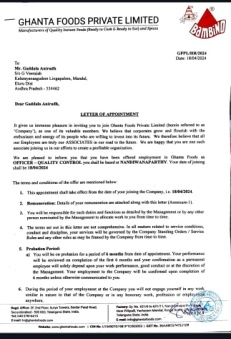 GHANTA FOODS PRIVATE LIMITED
Manufacturers of Quality Instant Foods (Ready to Cook & Ready to Eat) and Spices
BAMBINO
GFPL/HR/2024
Date: 10/04/2024
To
Mr. Gaddala Anirudh,
S/o G Veeraiah
Eluru Dist
Andhra Pradesh -
Dear Gaddala Anirudh,
LETTER OF APPOINTMENT
It gives us immense pleasure in inviting you to join Ghanta Foods Private Limited (herein referred to as
"Company"), as one of its valuable members. We believe that corporates grow and flourish with the
enthusiasm and energy of its people who are willing to invest into its future. We therefore believe that all
our Employees are truly our ASSOCIATES in our road to the future. We are happy that you are one such
associate joining us in our efforts to create a profitable organization.
We are pleased to inform you that you have been offered employment in Ghanta Foods as
OFFICER - QUALITY CONTROL you shall be based at NANDIWANAPARTHY. Your date of joining
shall be 10/04/2024
The terms and conditions of the offer are mentioned below:
1. This appointment shall take effect from the date of your joining the Company, i.e. 10/04/2024.
2. Remuneration: Details of your remuneration are attached along with this letter (Annexure-1).
3. You will be responsible for such duties and functions as detailed by the Management or by any other
person nominated by the Management to allocate work to you from time to time.
4. The terms set out in this letter are not comprehensive. In all matters related to service conditions,
conduct and discipline, your services will be governed by the Company Standing Orders / Service
Rules and any other rules as may be framed by the Company from time to time.
5. Probation Period:
a) You will be on probation for a period of 6 months from date of appointment. Your performance
will be reviewed on completion of the first 6 months and your confirmation as a permanent
employee will solely depend upon your work performance, good conduct and at the discretion
of the Management. Your employment in the Company will be confirmed upon completion of
6 months unless otherwise communicated to you.
6. During the period of your employment at the Company you will not engage yourself in any work
similar in nature to that of the Company or in any honorary work, profession or employment
anywhere.